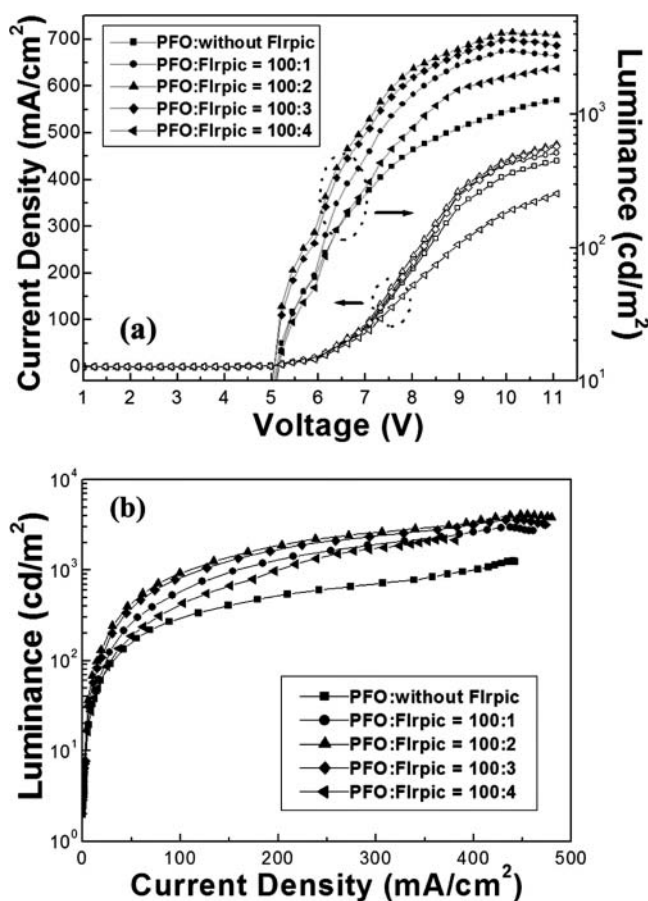 700
600
500
400
300
200
100
0
Current Density (mA/cm²)
PFO:without FIrpic
PFO:FIrpic = 100:1
PFO:FIrpic = 100:2
PFO:FIrpic = 100:3
PFO:FIrpic = 100:4
(a)
10³
10²
10¹
Luminance (cd/m²)
1 2 3 4 5 6 7 8 9 10 11
Voltage (V)
10⁴
10³
10²
10¹
10⁰
Luminance (cd/m²)
(b)
PFO:without FIrpic
PFO:FIrpic = 100:1
PFO:FIrpic = 100:2
PFO:FIrpic = 100:3
PFO:FIrpic = 100:4
0 100 200 300 400 500
Current Density (mA/cm²)